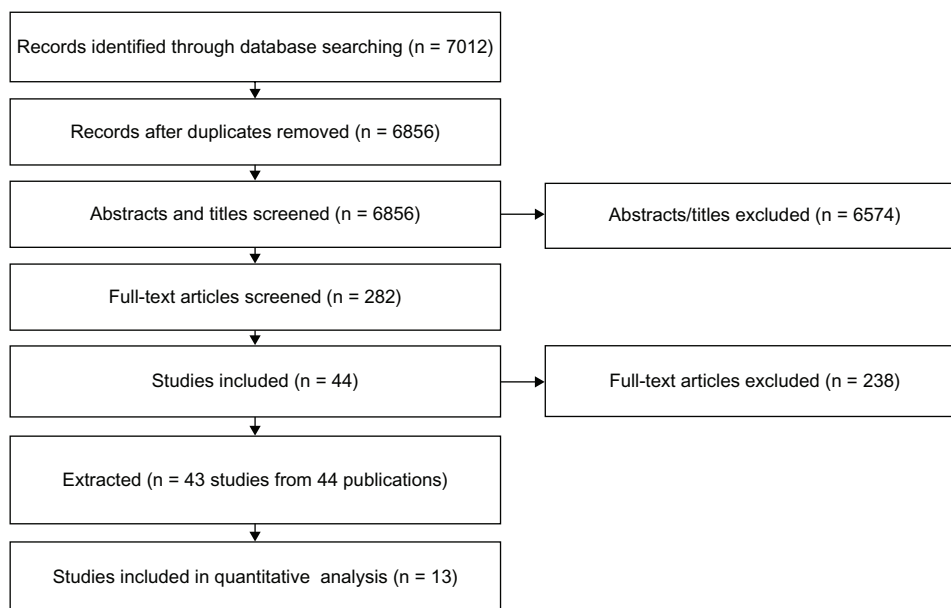 Records identified through database searching (n = 7012)
Records after duplicates removed (n = 6856)
Abstracts and titles screened (n = 6856)
Abstracts/titles excluded (n = 6574)
Full-text articles screened (n = 282)
Studies included (n = 44)
Full-text articles excluded (n = 238)
Extracted (n = 43 studies from 44 publications)
Studies included in quantitative analysis (n = 13)